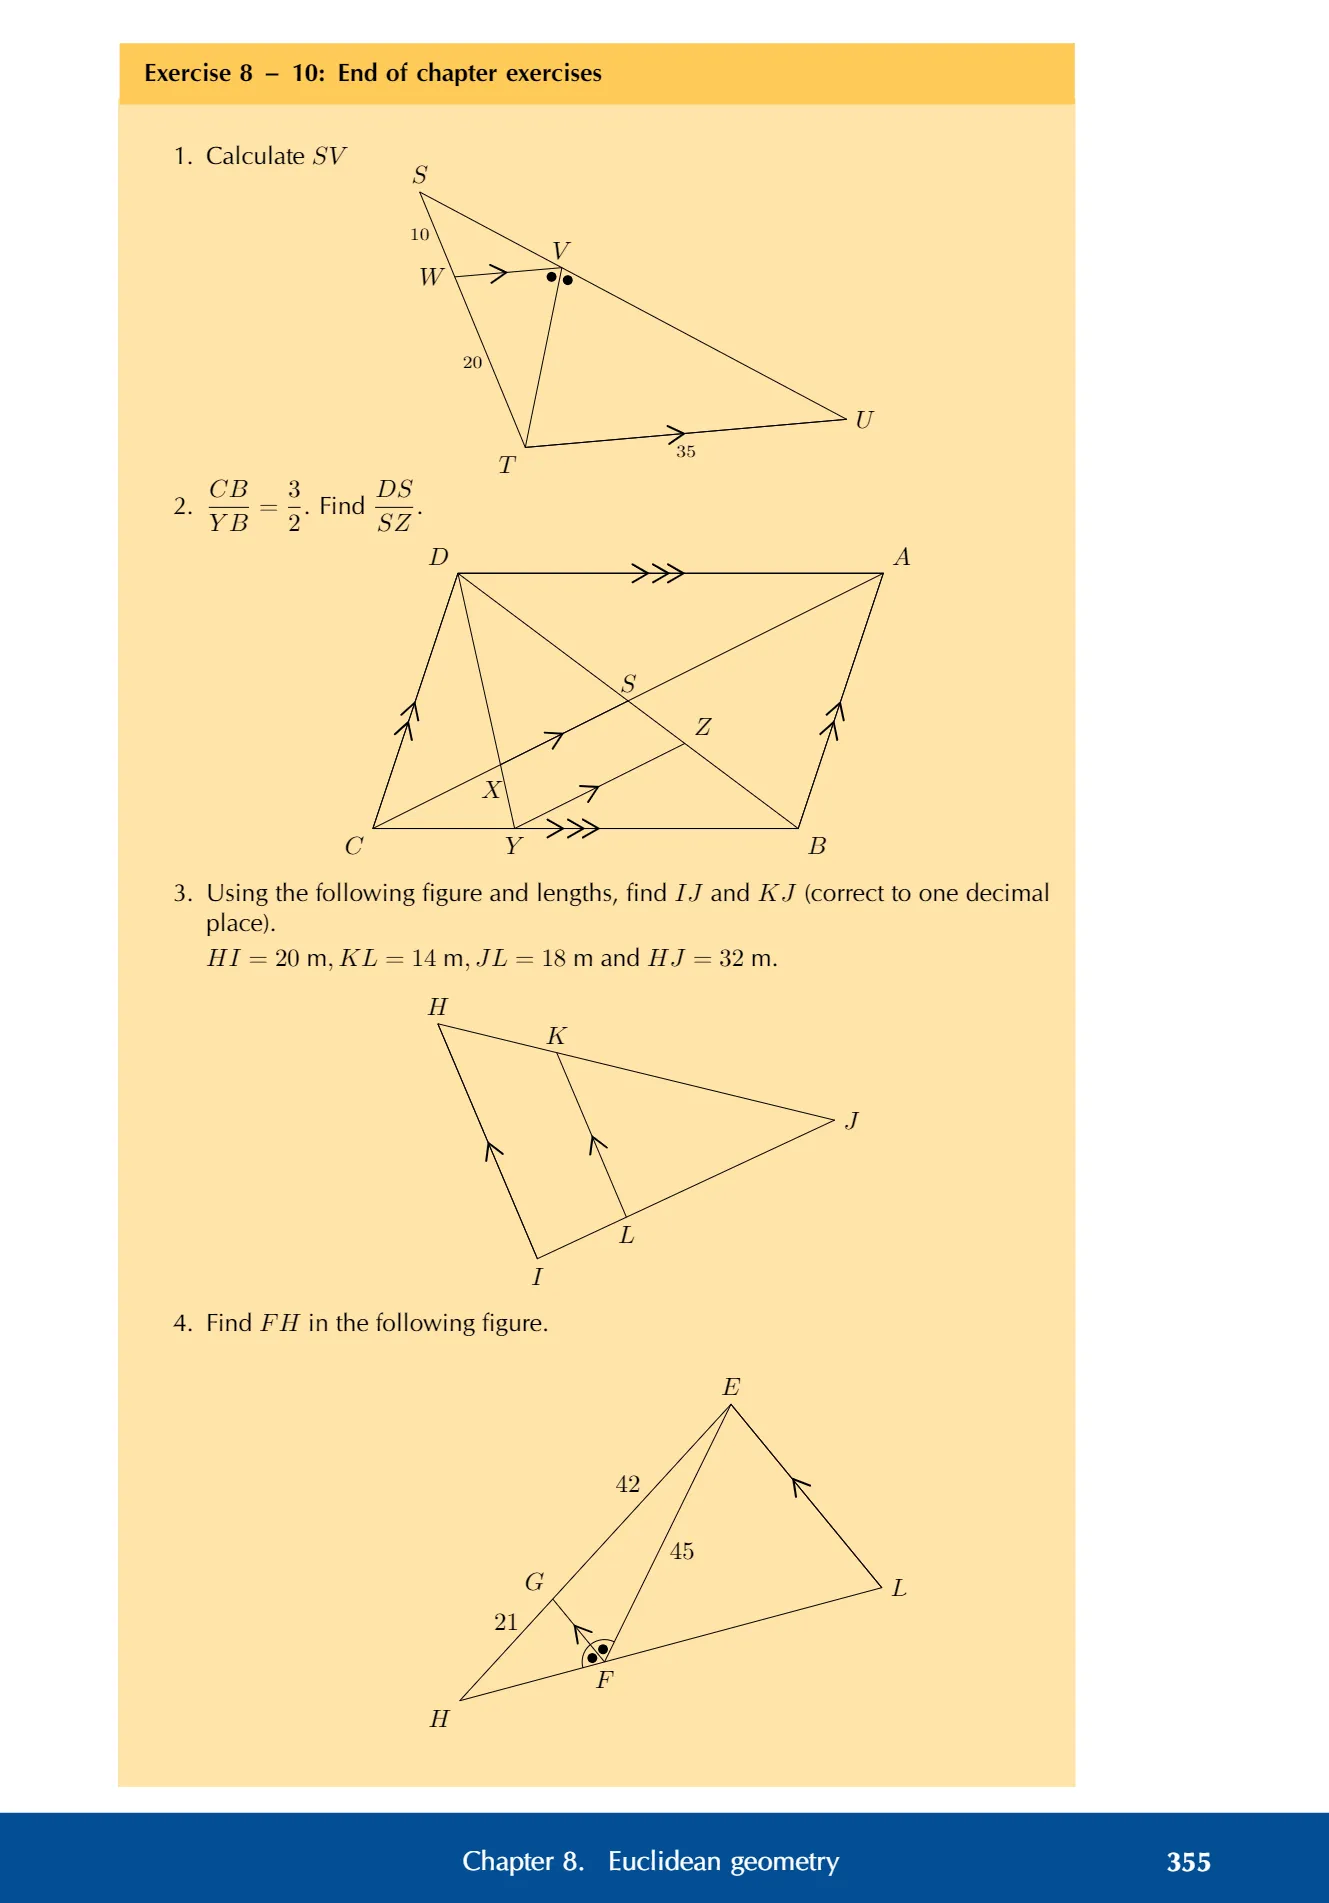 Exercise 8 – 10: End of chapter exercises
1. Calculate SV
S
10
V
W
20
U
35
T
2. CB/YB = 3/2. Find DS/SZ.
D A
S
Z
X
C Y B
3. Using the following figure and lengths, find IJ and KJ (correct to one decimal
place).
HI = 20 m, KL = 14 m, JL = 18 m and HJ = 32 m.
H
K
J
L
I
4. Find FH in the following figure.
E
42
45
G
L
21
F
H
Chapter 8. Euclidean geometry 355